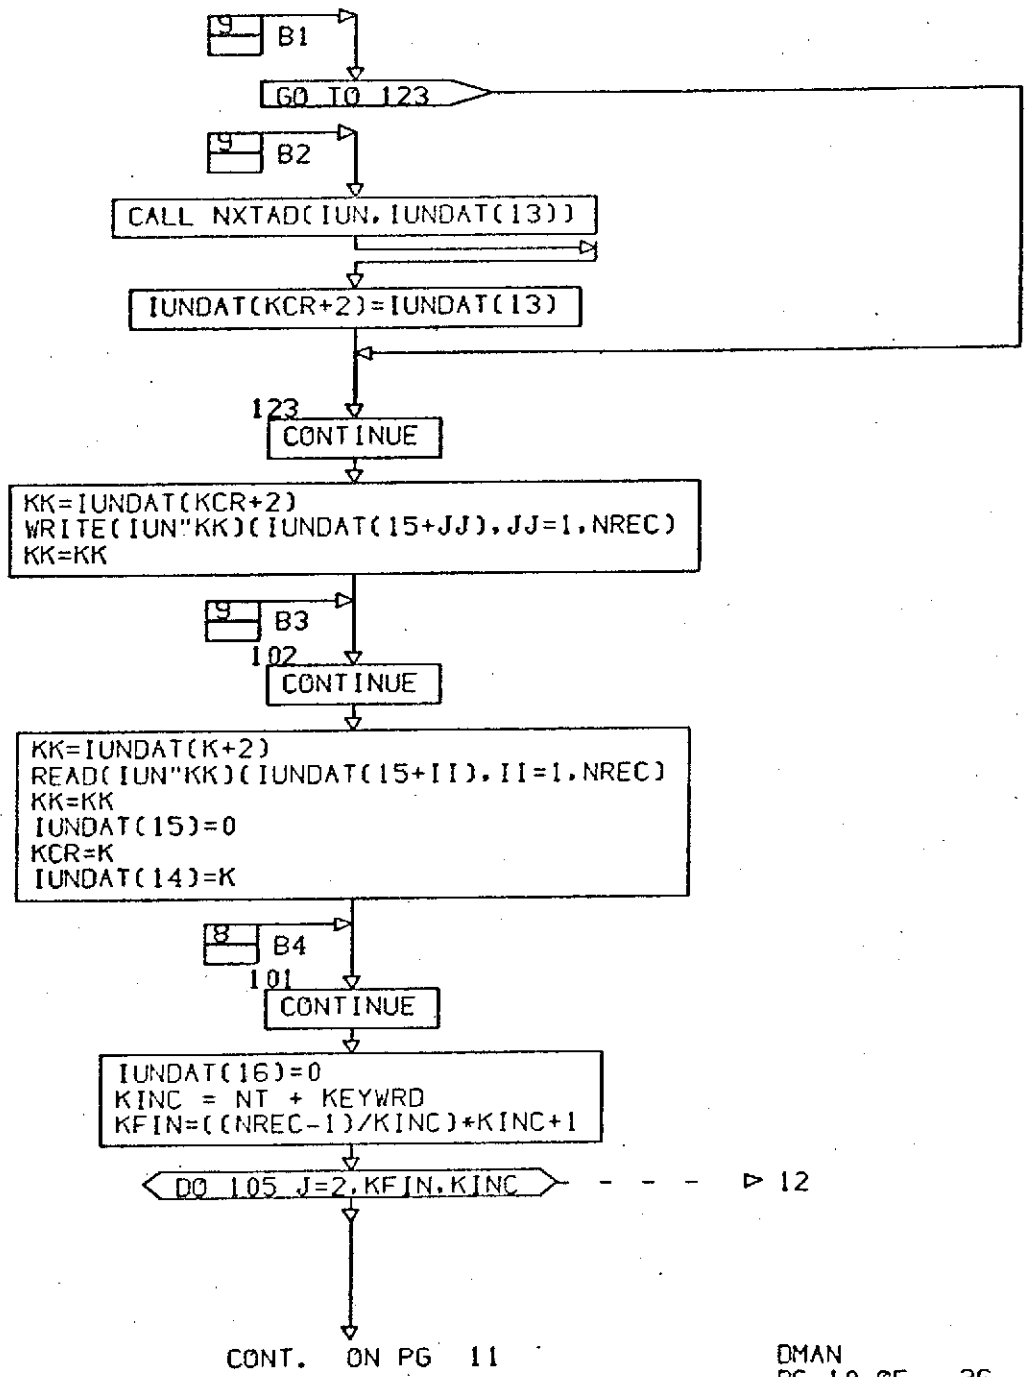 9
B1
GO TO 123
9
B2
CALL NXTAD(IUN,IUNDAT(13))
IUNDAT(KCR+2)=IUNDAT(13)
123
CONTINUE
KK=IUNDAT(KCR+2)
WRITE(IUN"KK)(IUNDAT(15+JJ),JJ=1,NREC)
KK=KK
9
B3
102
CONTINUE
KK=IUNDAT(K+2)
READ(IUN"KK)(IUNDAT(15+II),II=1,NREC)
KK=KK
IUNDAT(15)=0
KCR=K
IUNDAT(14)=K
8
B4
101
CONTINUE
IUNDAT(16)=0
KINC = NT + KEYWRD
KFIN=((NREC-1)/KINC)*KINC+1
DO 105 J=2,KFIN,KINC
12
CONT. ON PG 11
DMAN